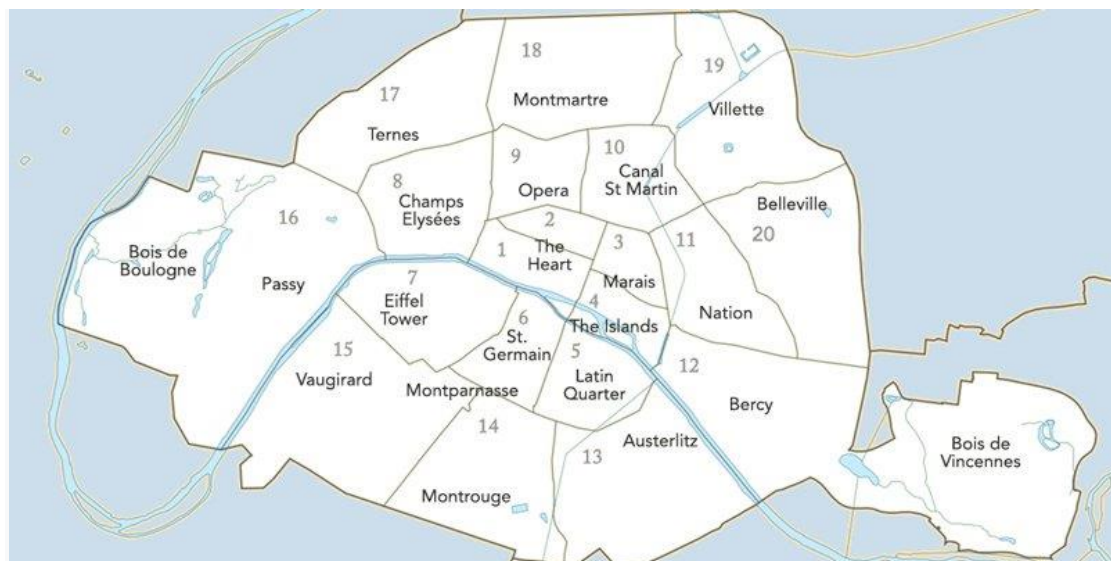 18
Montmartre
19
Villette
17
Ternes
9
Opera
10
Canal
St Martin
8
Champs
Elysées
Belleville
20
16
Bois de
Boulogne
Passy
2
1
The
Heart
3
Marais
11
Nation
7
Eiffel
Tower
4
The Islands
6
St.
Germain
5
Latin
Quarter
15
Vaugirard
Montparnasse
12
Bercy
14
Montrouge
13
Austerlitz
Bois de
Vincennes